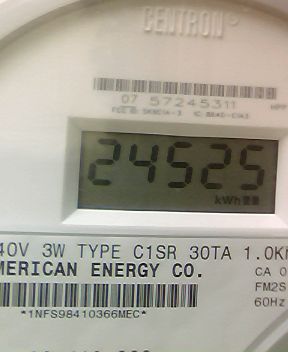 CENTRON®
07 57245311
24525
kWh
40V 3W TYPE C1SR 30TA 1.0K
MERICAN ENERGY CO.
CA 0
FM2S
60Hz
*1NFS98410366MEC*